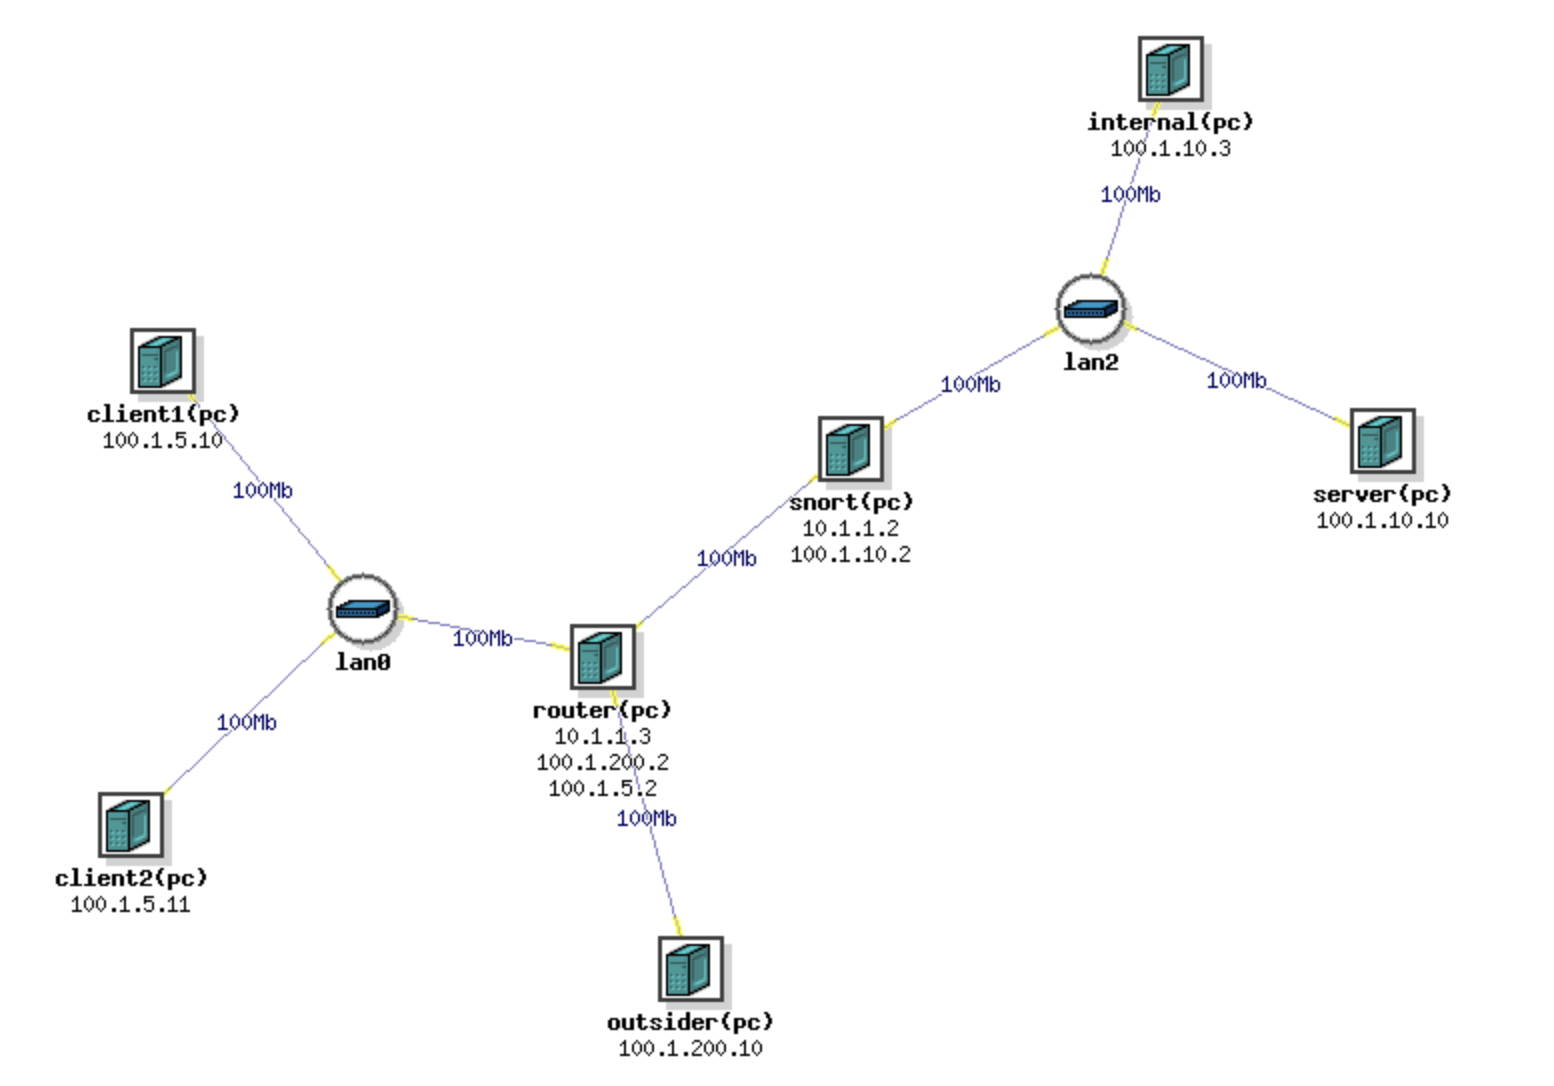 internal(pc)
100.1.10.3
100Mb
lan2
100Mb
100Mb
client1(pc)
100.1.5.10
100Mb
snort(pc)
10.1.1.2
100.1.10.2
server(pc)
100.1.10.10
100Mb
lan0
100Mb
router(pc)
10.1.1.3
100.1.200.2
100.1.5.2
100Mb
100Mb
client2(pc)
100.1.5.11
outsider(pc)
100.1.200.10